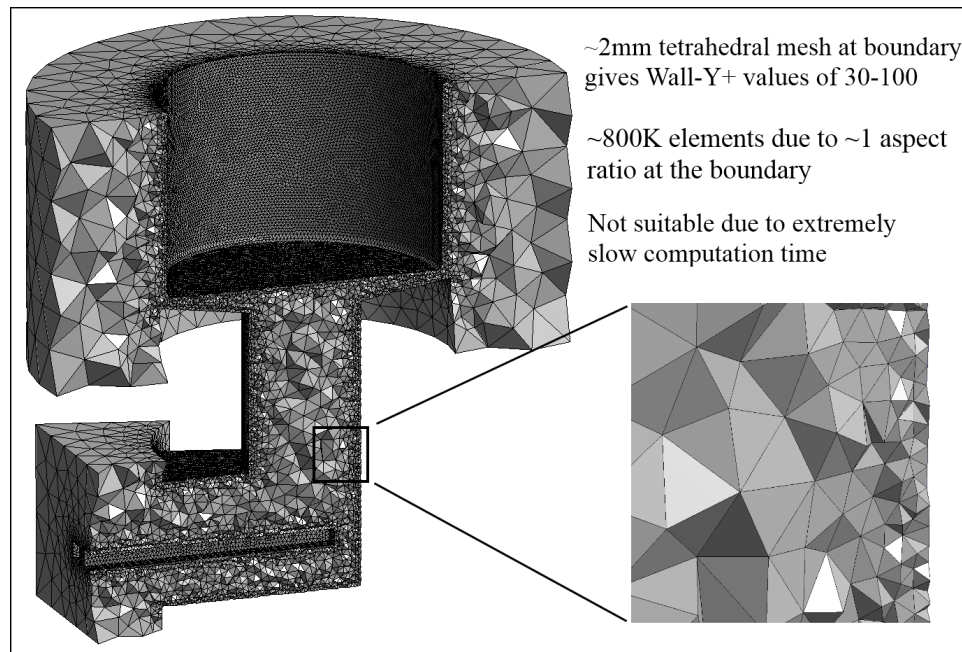 ~2mm tetrahedral mesh at boundary
gives Wall-Y+ values of 30-100
~800K elements due to ~1 aspect
ratio at the boundary
Not suitable due to extremely
slow computation time